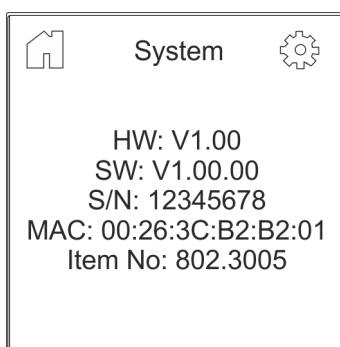 System
HW: V1.00
SW: V1.00.00
S/N: 12345678
MAC: 00:26:3C:B2:B2:01
Item No: 802.3005